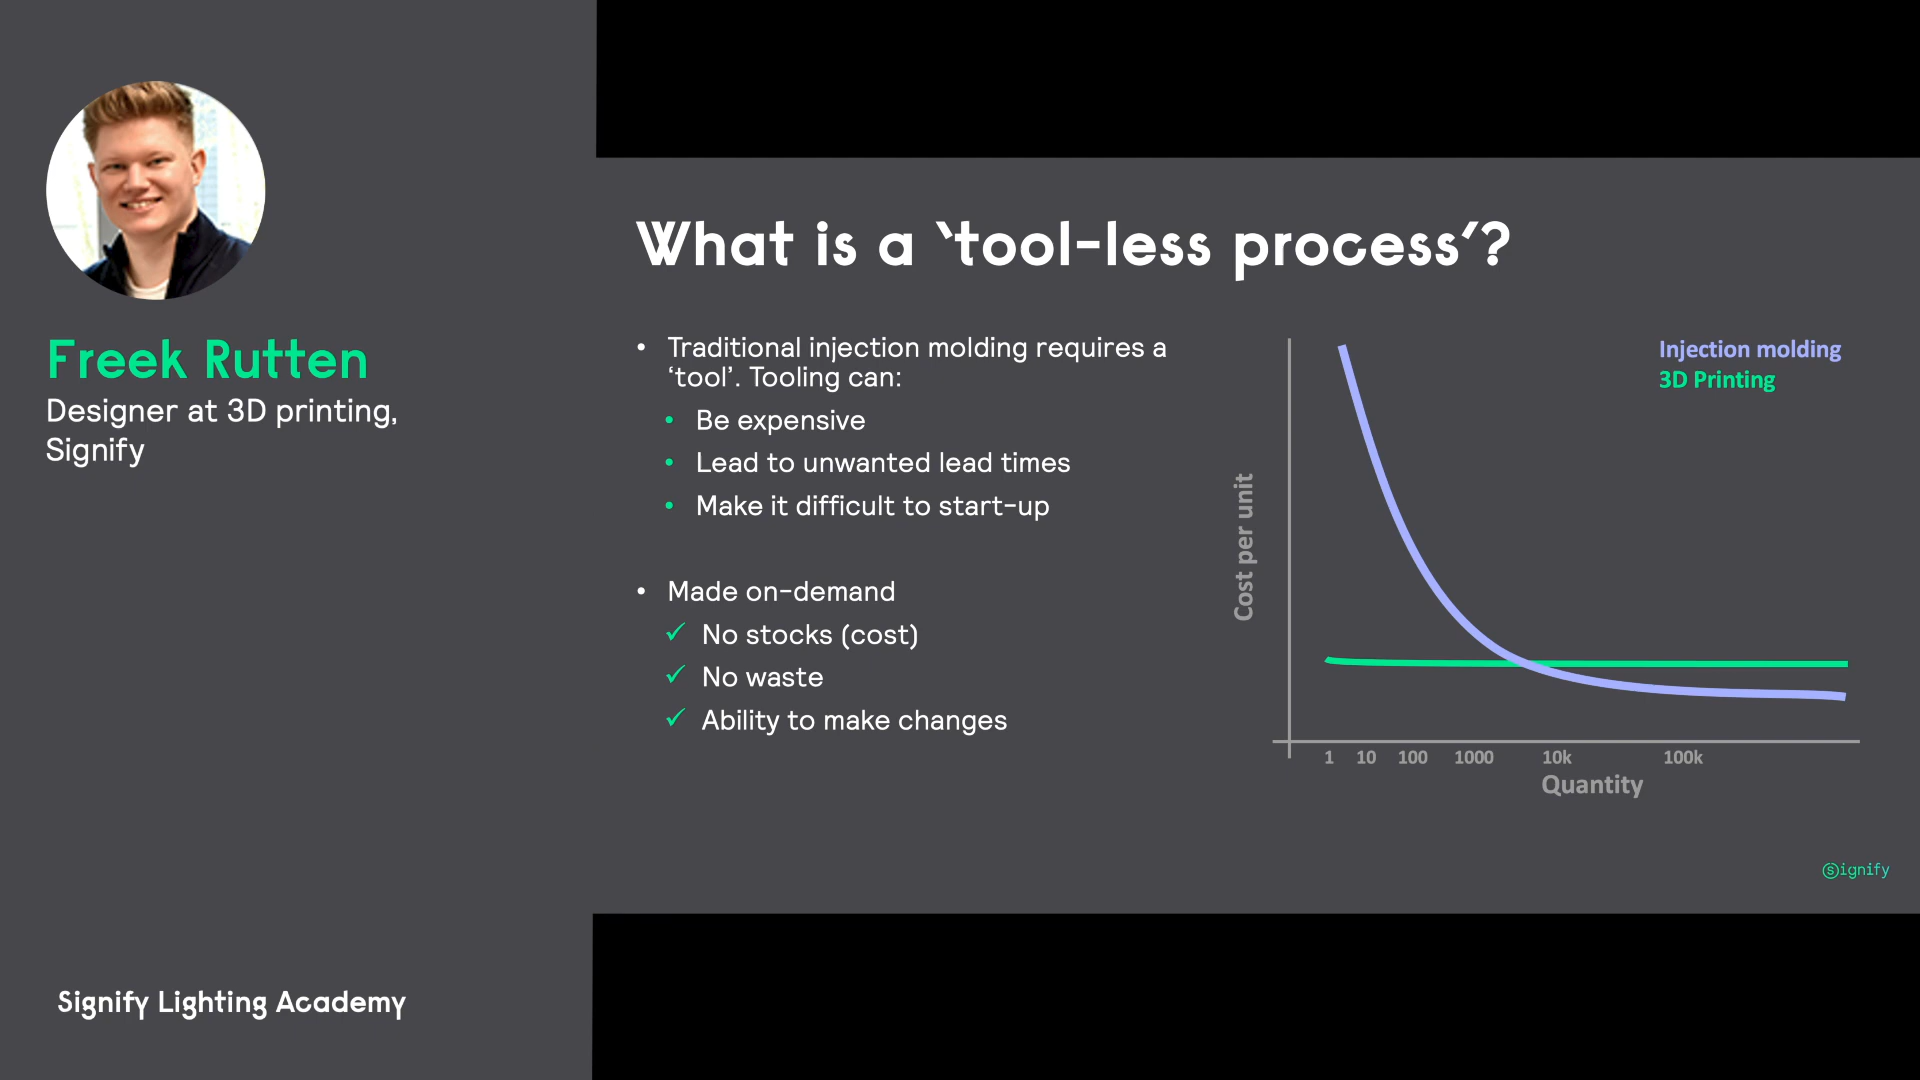 Freek Rutten
Designer at 3D printing,
Signify
Signify Lighting Academy
What is a ‘tool-less process’?
• Traditional injection molding requires a
‘tool’. Tooling can:
• Be expensive
• Lead to unwanted lead times
• Make it difficult to start-up
• Made on-demand
✓ No stocks (cost)
✓ No waste
✓ Ability to make changes
Injection molding
3D Printing
Cost per unit
1 10 100 1000 10k 100k
Quantity
Signify